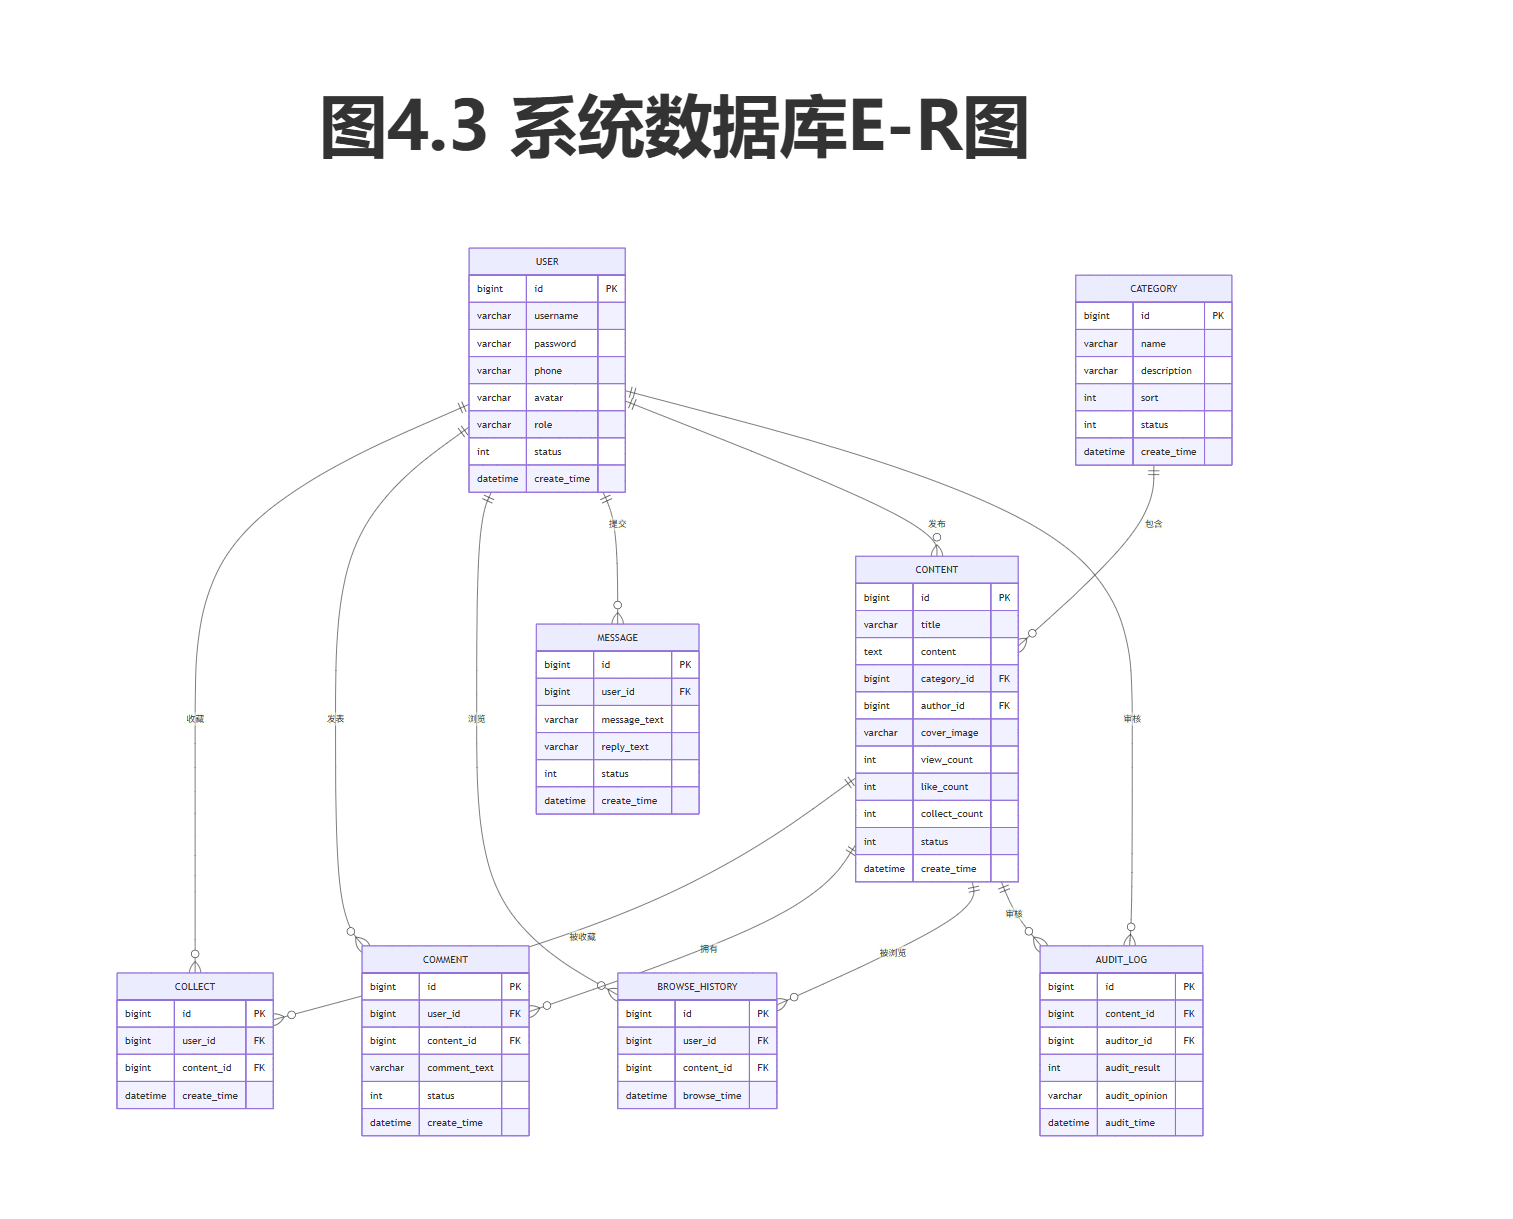 图4.3 系统数据库E-R图
USER
bigint id PK
varchar username
varchar password
varchar phone
varchar avatar
varchar role
int status
datetime create_time
CATEGORY
bigint id PK
varchar name
varchar description
int sort
int status
datetime create_time
提交
发布
包含
MESSAGE
bigint id PK
bigint user_id FK
varchar message_text
varchar reply_text
int status
datetime create_time
CONTENT
bigint id PK
varchar title
text content
bigint category_id FK
bigint author_id FK
varchar cover_image
int view_count
int like_count
int collect_count
int status
datetime create_time
收藏
发表
浏览
审核
被收藏
拥有
被浏览
审核
COLLECT
bigint id PK
bigint user_id FK
bigint content_id FK
datetime create_time
COMMENT
bigint id PK
bigint user_id FK
bigint content_id FK
varchar comment_text
int status
datetime create_time
BROWSE_HISTORY
bigint id PK
bigint user_id FK
bigint content_id FK
datetime browse_time
AUDIT_LOG
bigint id PK
bigint content_id FK
bigint auditor_id FK
int audit_result
varchar audit_opinion
datetime audit_time